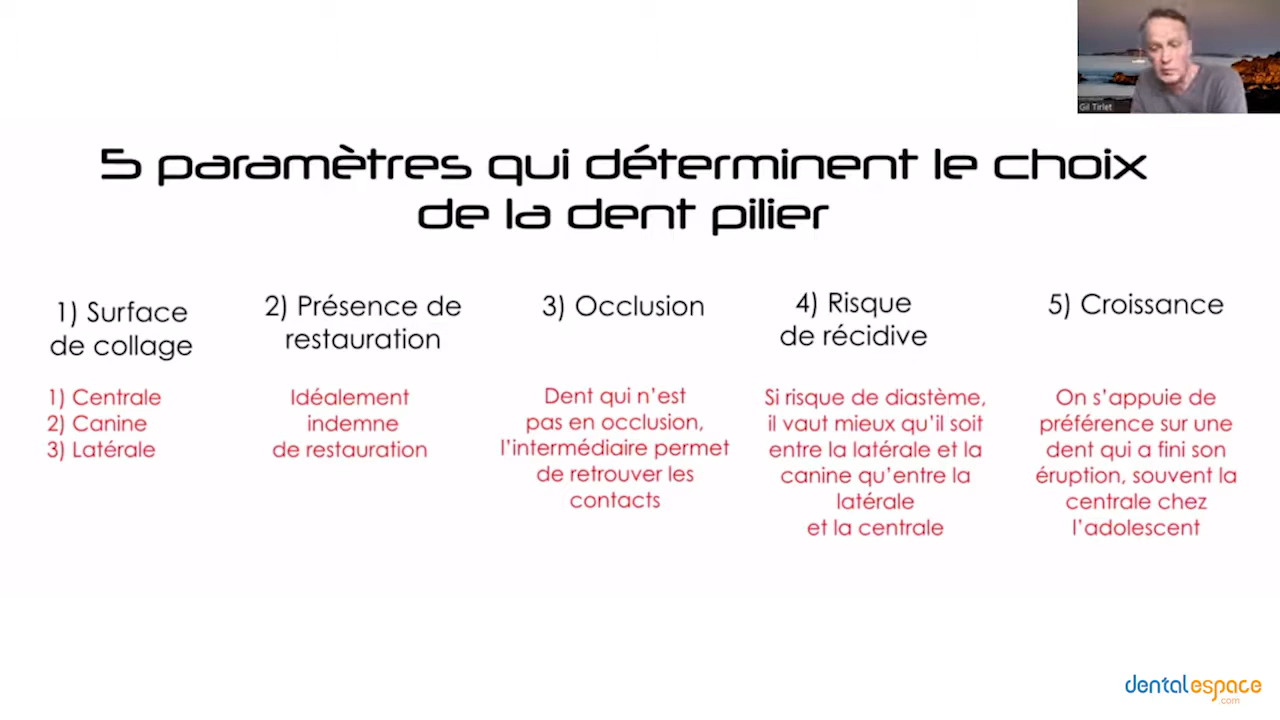 Gil Tirlet
5 paramètres qui déterminent le choix
de la dent pilier
1) Surface
de collage
1) Centrale
2) Canine
3) Latérale
2) Présence de
restauration
Idéalement
indemne
de restauration
3) Occlusion
Dent qui n’est
pas en occlusion,
l’intermédiaire permet
de retrouver les
contacts
4) Risque
de récidive
Si risque de diastème,
il vaut mieux qu’il soit
entre la latérale et la
canine qu’entre la
latérale
et la centrale
5) Croissance
On s’appuie de
préférence sur une
dent qui a fini son
éruption, souvent la
centrale chez
l’adolescent
dentalespace
.com